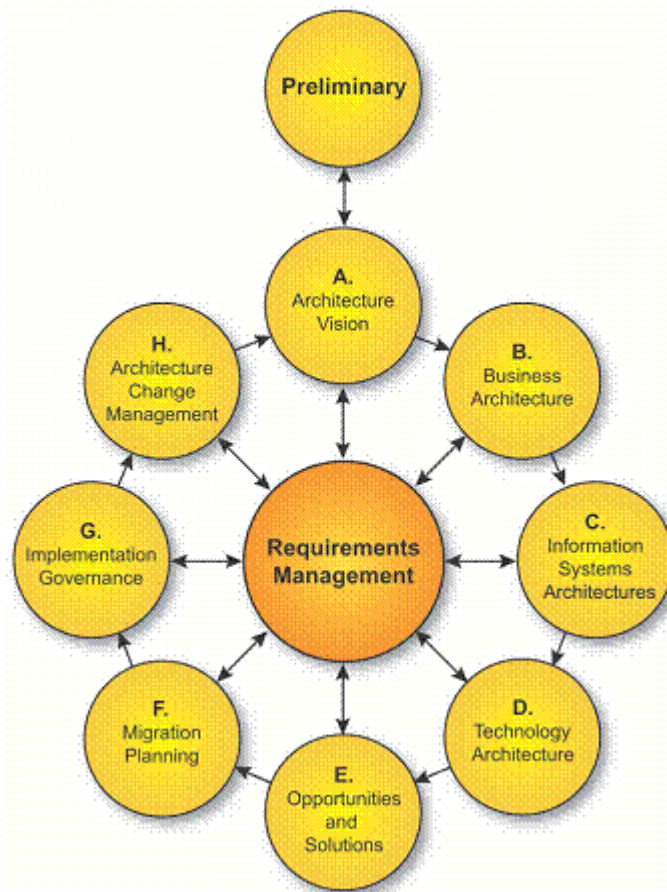 Preliminary
A.
Architecture
Vision
B.
Business
Architecture
C.
Information
Systems
Architectures
D.
Technology
Architecture
E.
Opportunities
and
Solutions
F.
Migration
Planning
G.
Implementation
Governance
H.
Architecture
Change
Management
Requirements
Management